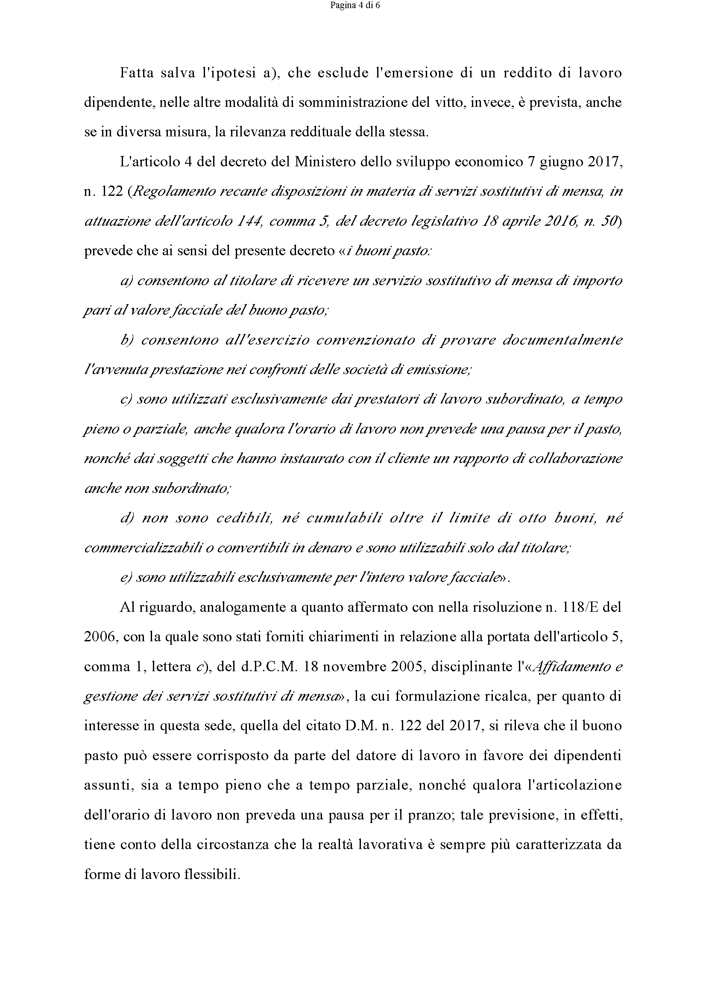 Pagina 4 di 6
Fatta salva l'ipotesi a), che esclude l'emersione di un reddito di lavoro
dipendente, nelle altre modalità di somministrazione del vitto, invece, è prevista, anche
se in diversa misura, la rilevanza reddituale della stessa.
L'articolo 4 del decreto del Ministero dello sviluppo economico 7 giugno 2017,
n. 122 (Regolamento recante disposizioni in materia di servizi sostitutivi di mensa, in
attuazione dell'articolo 144, comma 5, del decreto legislativo 18 aprile 2016, n. 50)
prevede che ai sensi del presente decreto «i buoni pasto:
a) consentono al titolare di ricevere un servizio sostitutivo di mensa di importo
pari al valore facciale del buono pasto;
b) consentono all'esercizio convenzionato di provare documentalmente
l'avvenuta prestazione nei confronti delle società di emissione;
c) sono utilizzati esclusivamente dai prestatori di lavoro subordinato, a tempo
pieno o parziale, anche qualora l'orario di lavoro non prevede una pausa per il pasto,
nonché dai soggetti che hanno instaurato con il cliente un rapporto di collaborazione
anche non subordinato;
d) non sono cedibili, né cumulabili oltre il limite di otto buoni, né
commercializzabili o convertibili in denaro e sono utilizzabili solo dal titolare;
e) sono utilizzabili esclusivamente per l'intero valore facciale».
Al riguardo, analogamente a quanto affermato con nella risoluzione n. 118/E del
2006, con la quale sono stati forniti chiarimenti in relazione alla portata dell'articolo 5,
comma 1, lettera c), del d.P.C.M. 18 novembre 2005, disciplinante l'«Affidamento e
gestione dei servizi sostitutivi di mensa», la cui formulazione ricalca, per quanto di
interesse in questa sede, quella del citato D.M. n. 122 del 2017, si rileva che il buono
pasto può essere corrisposto da parte del datore di lavoro in favore dei dipendenti
assunti, sia a tempo pieno che a tempo parziale, nonché qualora l'articolazione
dell'orario di lavoro non preveda una pausa per il pranzo; tale previsione, in effetti,
tiene conto della circostanza che la realtà lavorativa è sempre più caratterizzata da
forme di lavoro flessibili.